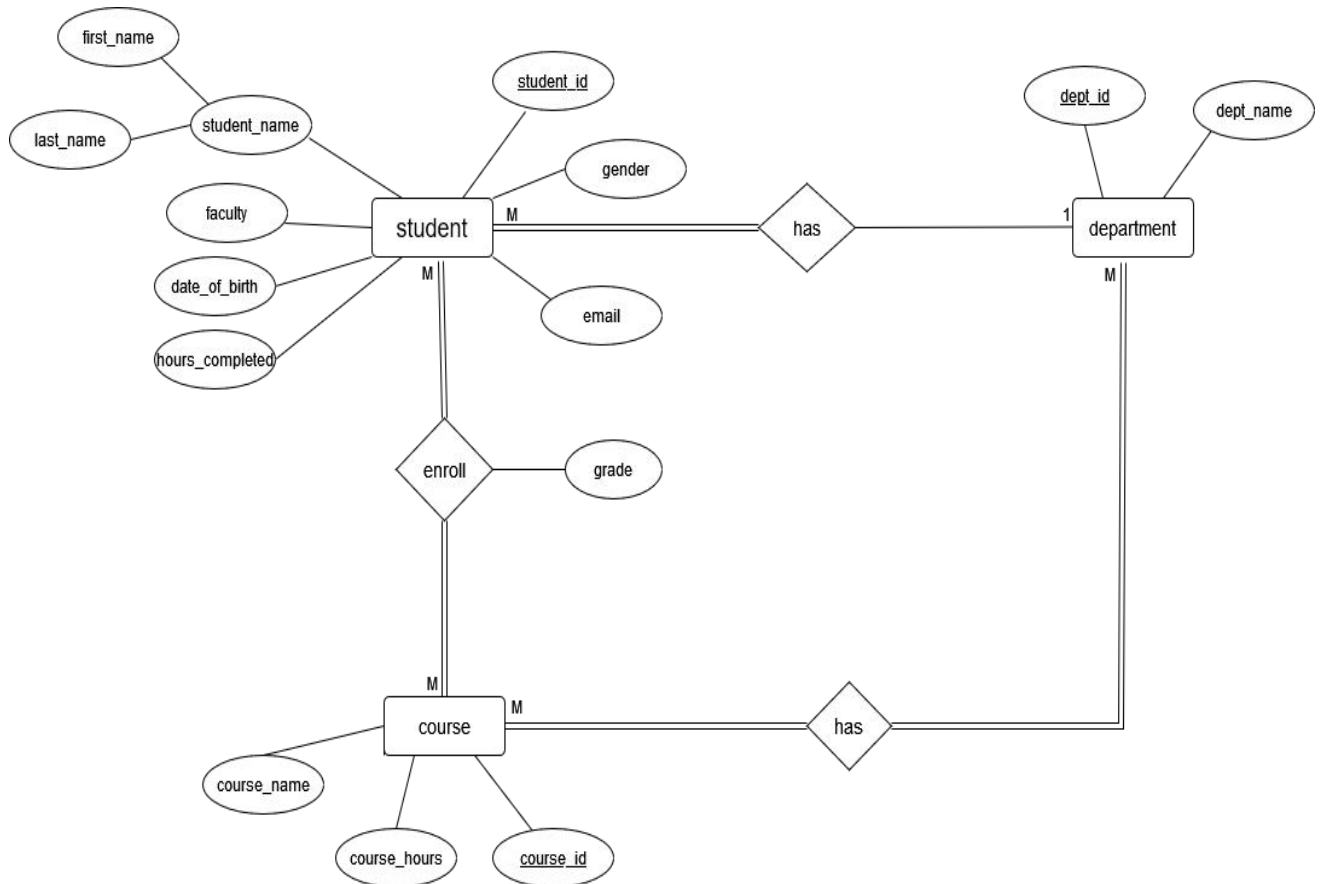 first_name
student_id
dept_id
dept_name
last_name
student_name
gender
faculty
student
M
has
1
department
M
M
date_of_birth
email
hours_completed
enroll
grade
M
M
course
has
course_name
course_hours
course_id